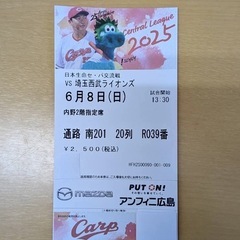 Central League
2025
日本生命セ・パ交流戦
VS 埼玉西武ライオンズ
試合開始
6月8日(日)
13:30
内野2階指定席
通路 南201 20列 R039番
¥2,500(税込)
mazda
PUT ON!
アンフィニ広島
Carp